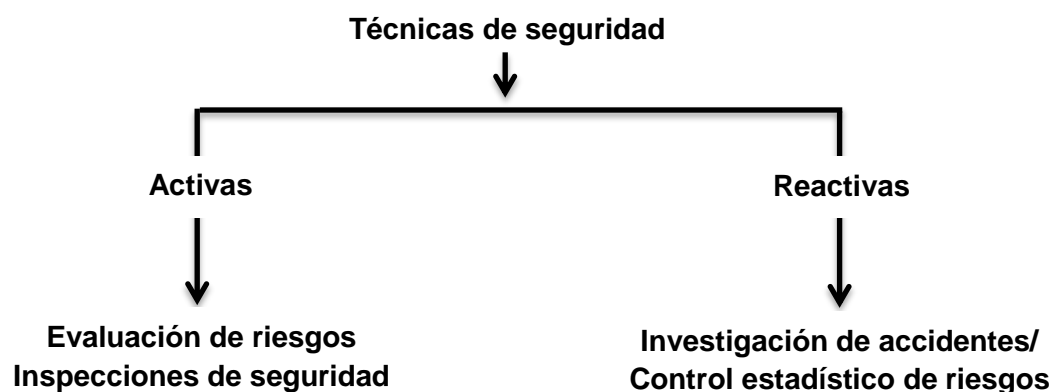 Técnicas de seguridad
Activas
Reactivas
Evaluación de riesgos
Inspecciones de seguridad
Investigación de accidentes/
Control estadístico de riesgos